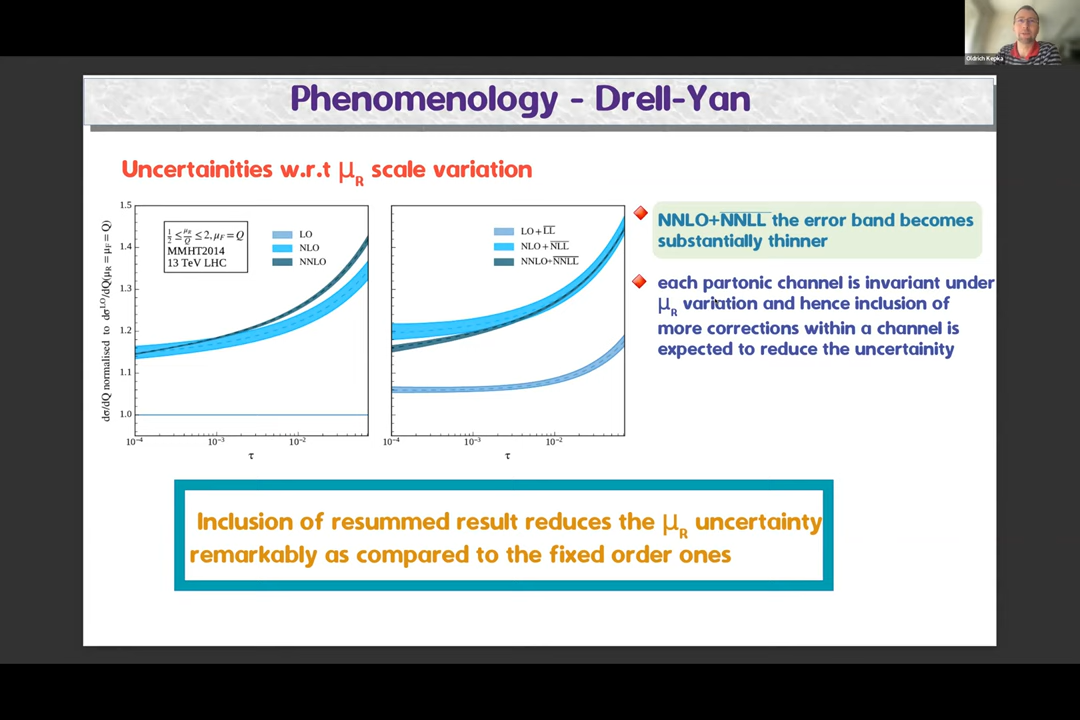 Oldrich Kepka
Phenomenology - Drell-Yan
Uncertainities w.r.t μR scale variation
dσ/dQ normalised to dσ^LO/dQ(μR = μF = Q)
1.5
1.4
1.3
1.2
1.1
1.0
1/2 ≤ μR/Q ≤ 2, μF = Q
MMHT2014
13 TeV LHC
LO
NLO
NNLO
10⁻⁴
10⁻³
10⁻²
τ
LO + L̅L̅
NLO + N̅L̅L̅
NNLO+N̅N̅L̅L̅
10⁻⁴
10⁻³
10⁻²
τ
NNLO+N̅N̅L̅L̅ the error band becomes
substantially thinner
each partonic channel is invariant under
μR variation and hence inclusion of
more corrections within a channel is
expected to reduce the uncertainity
Inclusion of resummed result reduces the μR uncertainty
remarkably as compared to the fixed order ones